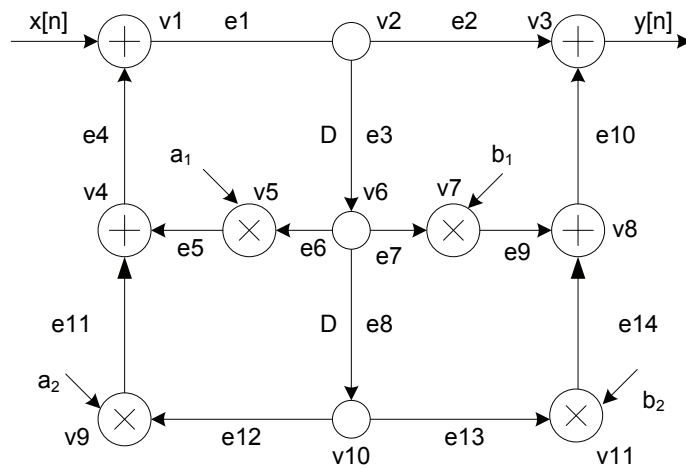 x[n] v1 e1 v2 e2 v3 y[n]
e4 D e3 e10
a₁ b₁
v4 v5 v6 v7 v8
e5 e6 e7 e9
e11 D e8 e14
a₂ b₂
v9 e12 v10 e13 v11